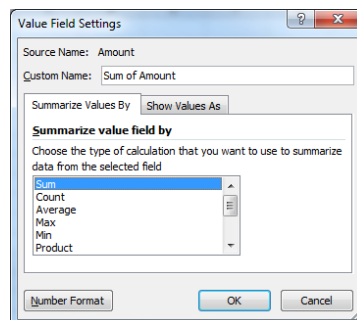 Value Field Settings
Source Name: Amount
Custom Name: Sum of Amount
Summarize Values By Show Values As
Summarize value field by
Choose the type of calculation that you want to use to summarize
data from the selected field
Sum
Count
Average
Max
Min
Product
Number Format OK Cancel